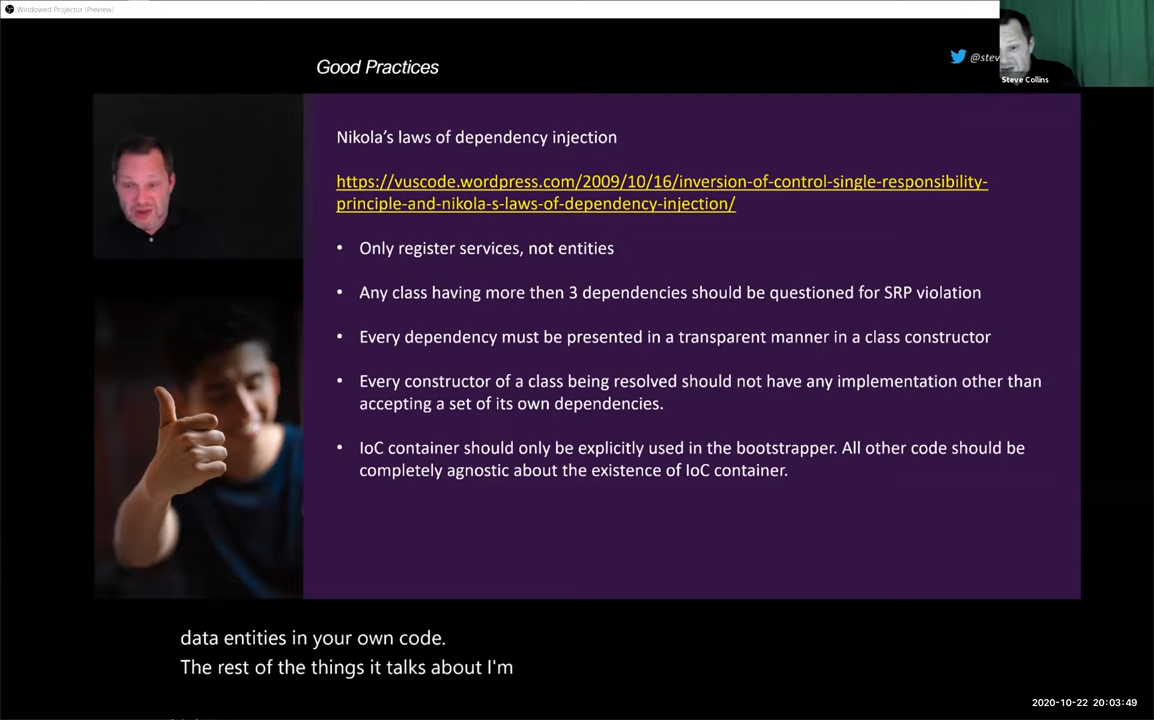 Windowed Projector (Preview)
Good Practices
@stev
Steve Collins
Nikola's laws of dependency injection
https://vuscode.wordpress.com/2009/10/16/inversion-of-control-single-responsibility-
principle-and-nikola-s-laws-of-dependency-injection/
• Only register services, not entities
• Any class having more then 3 dependencies should be questioned for SRP violation
• Every dependency must be presented in a transparent manner in a class constructor
• Every constructor of a class being resolved should not have any implementation other than
accepting a set of its own dependencies.
• IoC container should only be explicitly used in the bootstrapper. All other code should be
completely agnostic about the existence of IoC container.
data entities in your own code.
The rest of the things it talks about I'm
2020-10-22 20:03:49